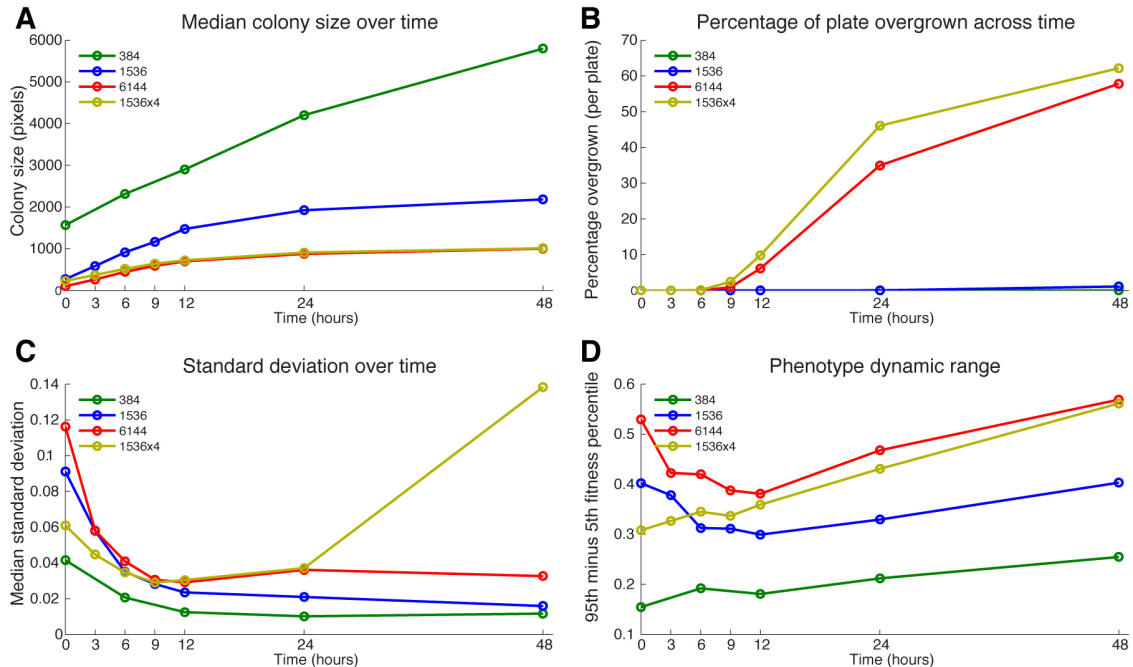 A
Median colony size over time
Colony size (pixels)
6000
5000
4000
3000
2000
1000
0
384
1536
6144
1536x4
0 3 6 9 12 24 48
Time (hours)
B
Percentage of plate overgrown across time
Percentage overgrown (per plate)
70
60
50
40
30
20
10
0
384
1536
6144
1536x4
0 3 6 9 12 24 48
Time (hours)
C
Standard deviation over time
Median standard deviation
0.14
0.12
0.1
0.08
0.06
0.04
0.02
0
384
1536
6144
1536x4
0 3 6 9 12 24 48
Time (hours)
D
Phenotype dynamic range
95th minus 5th fitness percentile
0.6
0.5
0.4
0.3
0.2
0.1
384
1536
6144
1536x4
0 3 6 9 12 24 48
Time (hours)